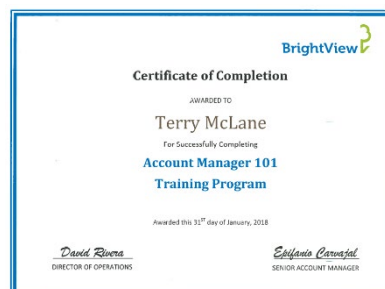 BrightView
Certificate of Completion
AWARDED TO
Terry McLane
For Successfully Completing
Account Manager 101
Training Program
Awarded this 31ST day of January, 2018
David Rivera Epifanio Carvajal
DIRECTOR OF OPERATIONS SENIOR ACCOUNT MANAGER